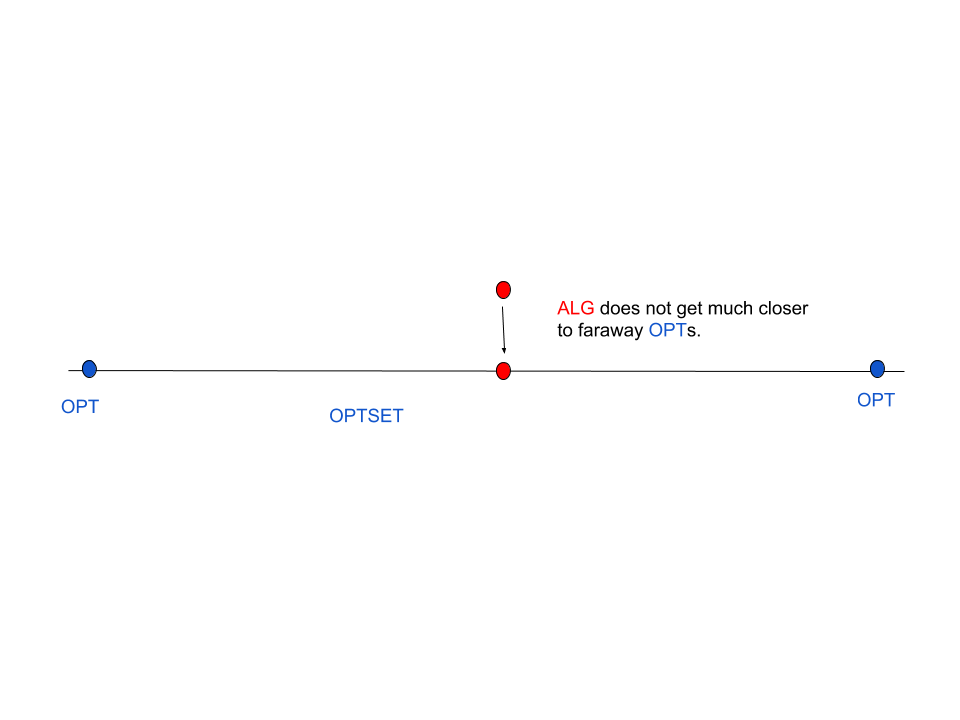 ALG does not get much closer
to faraway OPTs.
OPT
OPTSET
OPT